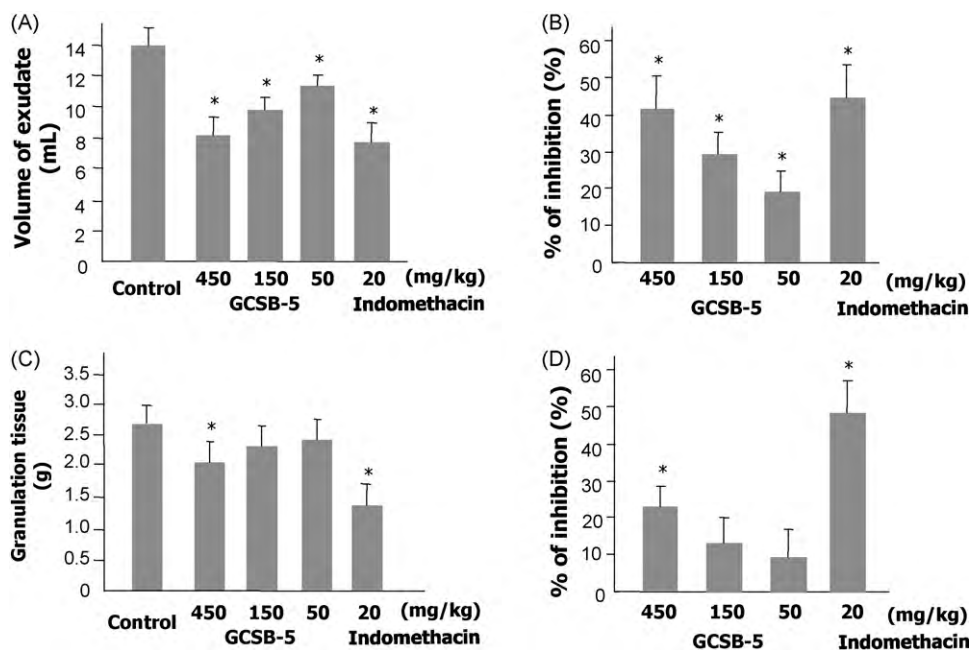 (A)
Volume of exudate
(mL)
14
12
10
8
6
4
2
0
*
*
*
*
Control
450
150
50
20
(mg/kg)
GCSB-5
Indomethacin
(B)
% of inhibition (%)
60
50
40
30
20
10
0
*
*
*
*
450
150
50
20
(mg/kg)
GCSB-5
Indomethacin
(C)
Granulation tissue
(g)
3.5
3.0
2.5
2.0
1.5
1.0
0.5
0
*
*
Control
450
150
50
20
(mg/kg)
GCSB-5
Indomethacin
(D)
% of inhibition (%)
60
50
40
30
20
10
0
*
*
450
150
50
20
(mg/kg)
GCSB-5
Indomethacin